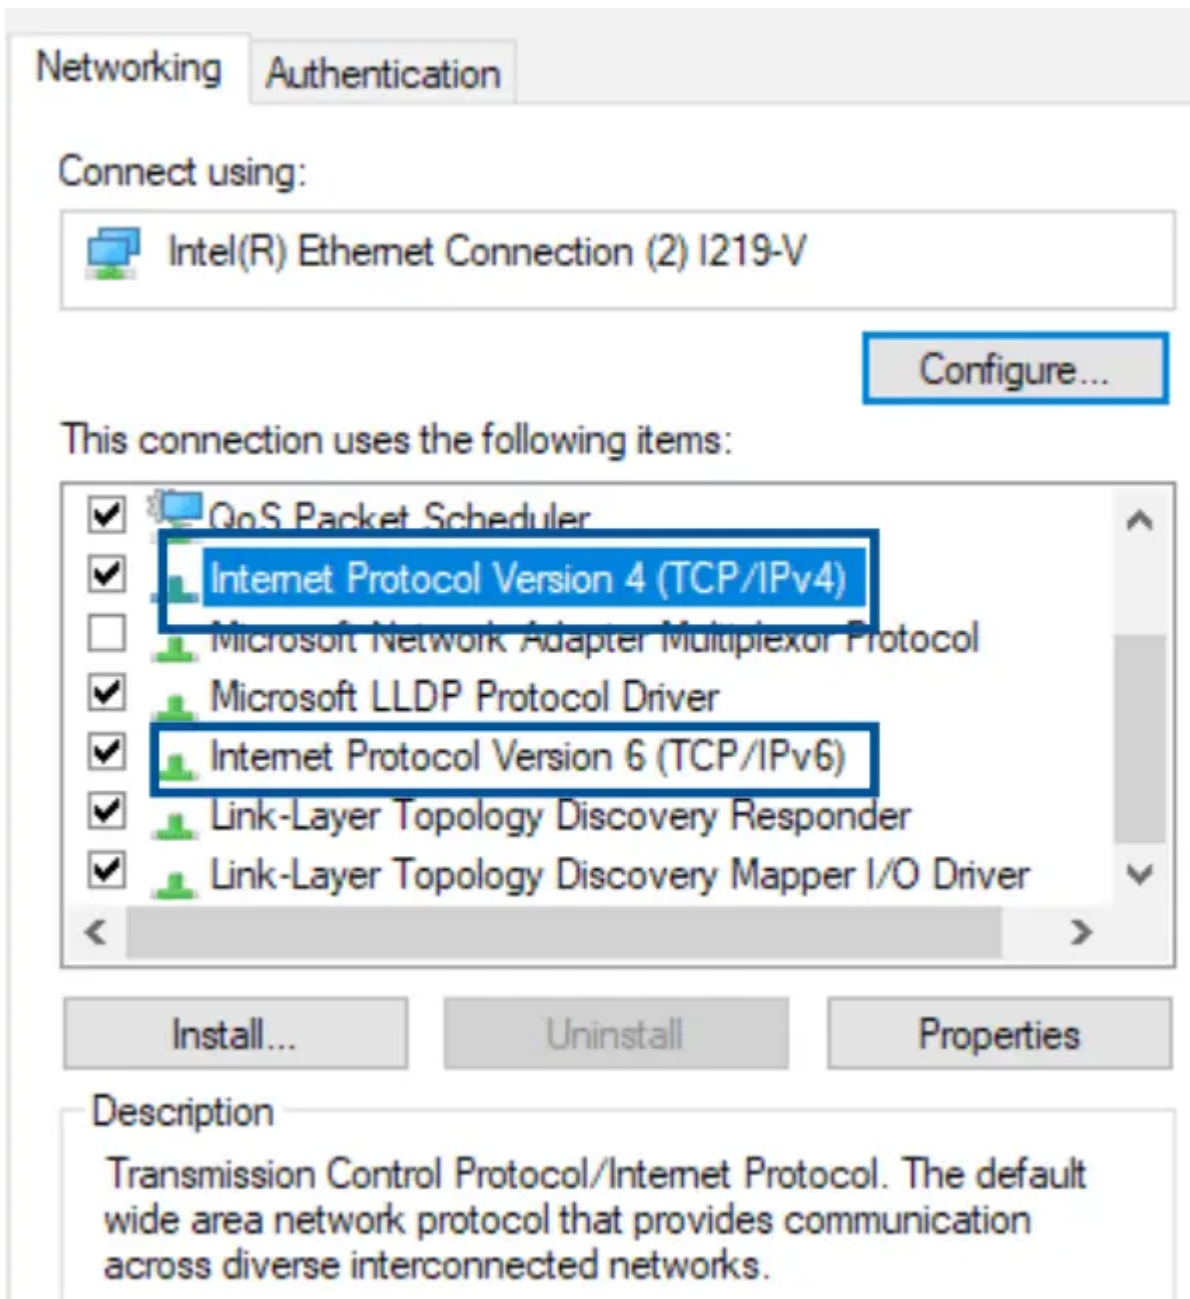 Networking
Authentication
Connect using:
Intel(R) Ethernet Connection (2) I219-V
Configure...
This connection uses the following items:
QoS Packet Scheduler
Internet Protocol Version 4 (TCP/IPv4)
Microsoft Network Adapter Multiplexor Protocol
Microsoft LLDP Protocol Driver
Internet Protocol Version 6 (TCP/IPv6)
Link-Layer Topology Discovery Responder
Link-Layer Topology Discovery Mapper I/O Driver
Install...
Uninstall
Properties
Description
Transmission Control Protocol/Internet Protocol. The default
wide area network protocol that provides communication
across diverse interconnected networks.